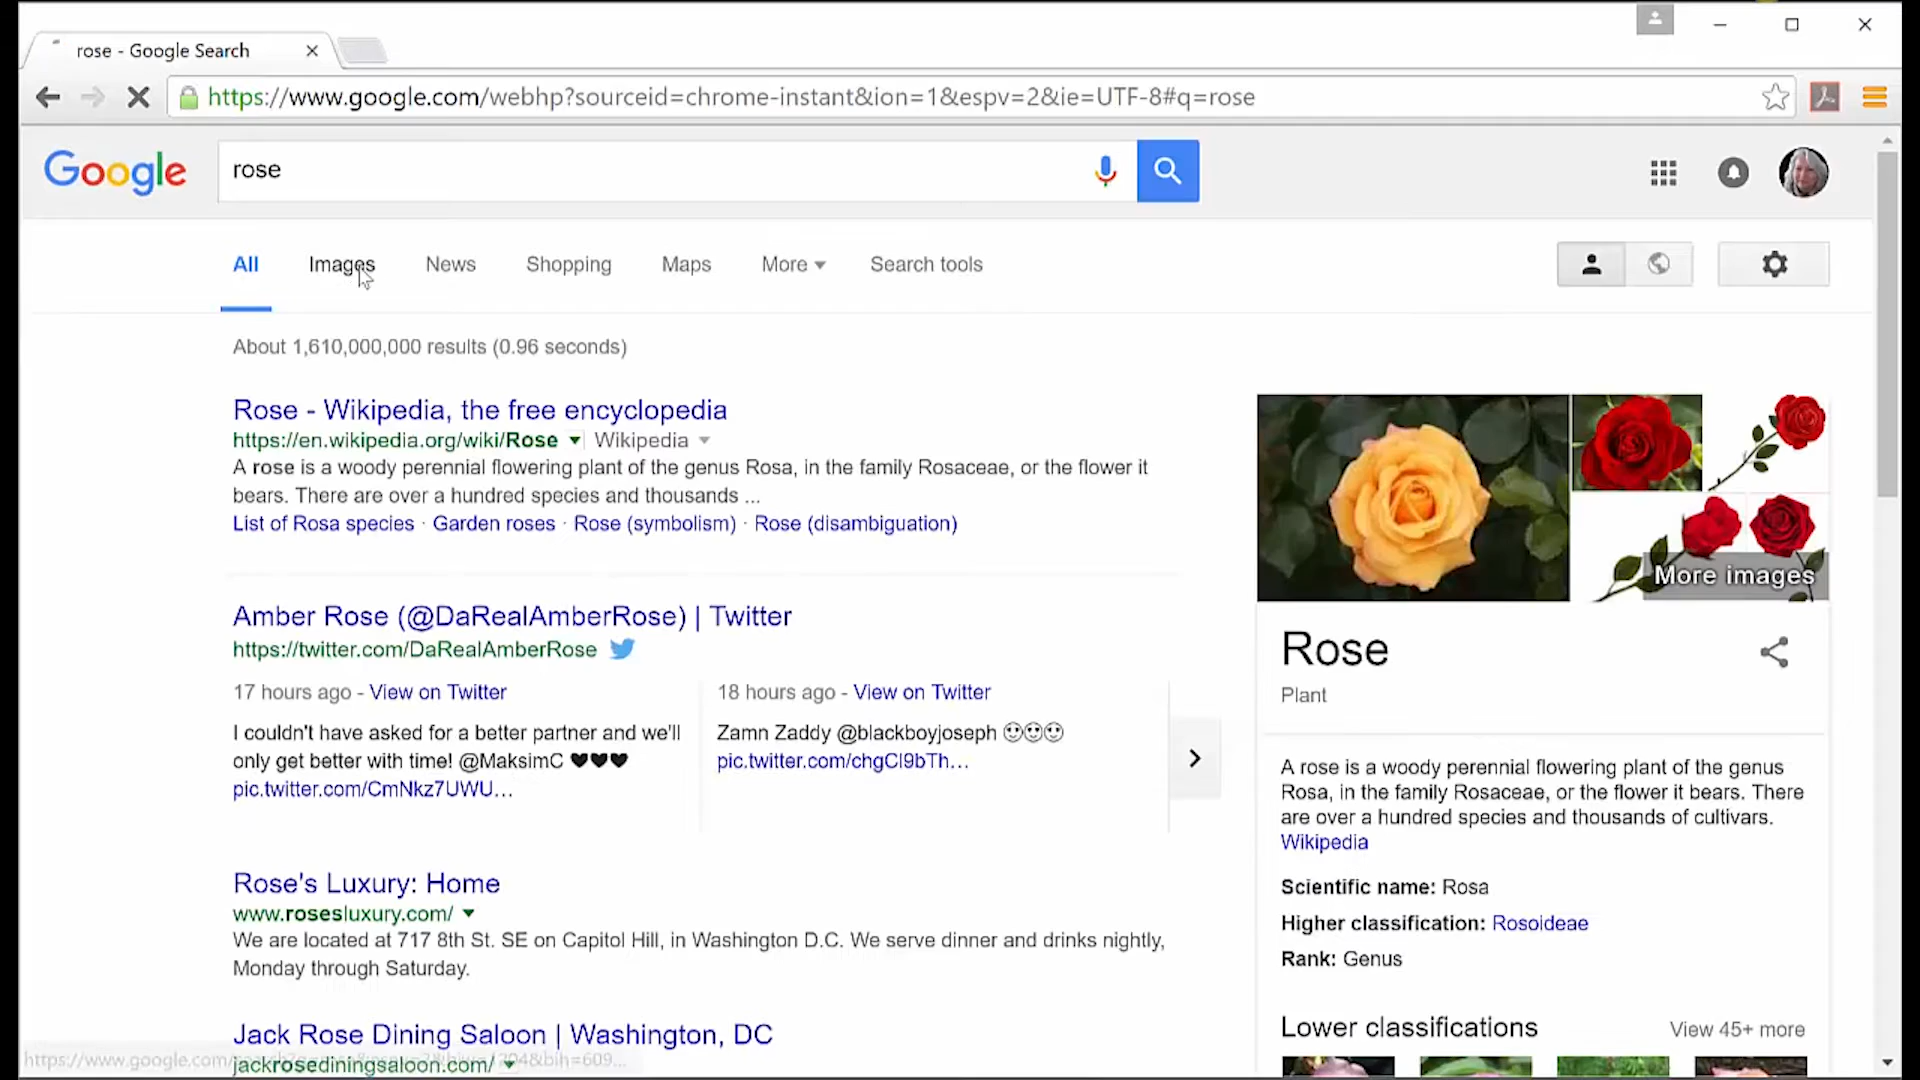 rose - Google Search
https://www.google.com/webhp?sourceid=chrome-instant&ion=1&espv=2&ie=UTF-8#q=rose
Google
rose
All Images News Shopping Maps More Search tools
About 1,610,000,000 results (0.96 seconds)
Rose - Wikipedia, the free encyclopedia
https://en.wikipedia.org/wiki/Rose Wikipedia
A rose is a woody perennial flowering plant of the genus Rosa, in the family Rosaceae, or the flower it
bears. There are over a hundred species and thousands ...
List of Rosa species · Garden roses · Rose (symbolism) · Rose (disambiguation)
Amber Rose (@DaRealAmberRose) | Twitter
https://twitter.com/DaRealAmberRose
17 hours ago - View on Twitter
I couldn't have asked for a better partner and we'll
only get better with time! @MaksimC ♥♥♥
pic.twitter.com/CmNkz7UWU...
18 hours ago - View on Twitter
Zamn Zaddy @blackboyjoseph
pic.twitter.com/chgCl9bTh...
Rose's Luxury: Home
www.rosesluxury.com/
We are located at 717 8th St. SE on Capitol Hill, in Washington D.C. We serve dinner and drinks nightly,
Monday through Saturday.
Jack Rose Dining Saloon | Washington, DC
jackrosediningsaloon.com/
More images
Rose
Plant
A rose is a woody perennial flowering plant of the genus
Rosa, in the family Rosaceae, or the flower it bears. There
are over a hundred species and thousands of cultivars.
Wikipedia
Scientific name: Rosa
Higher classification: Rosoideae
Rank: Genus
Lower classifications View 45+ more